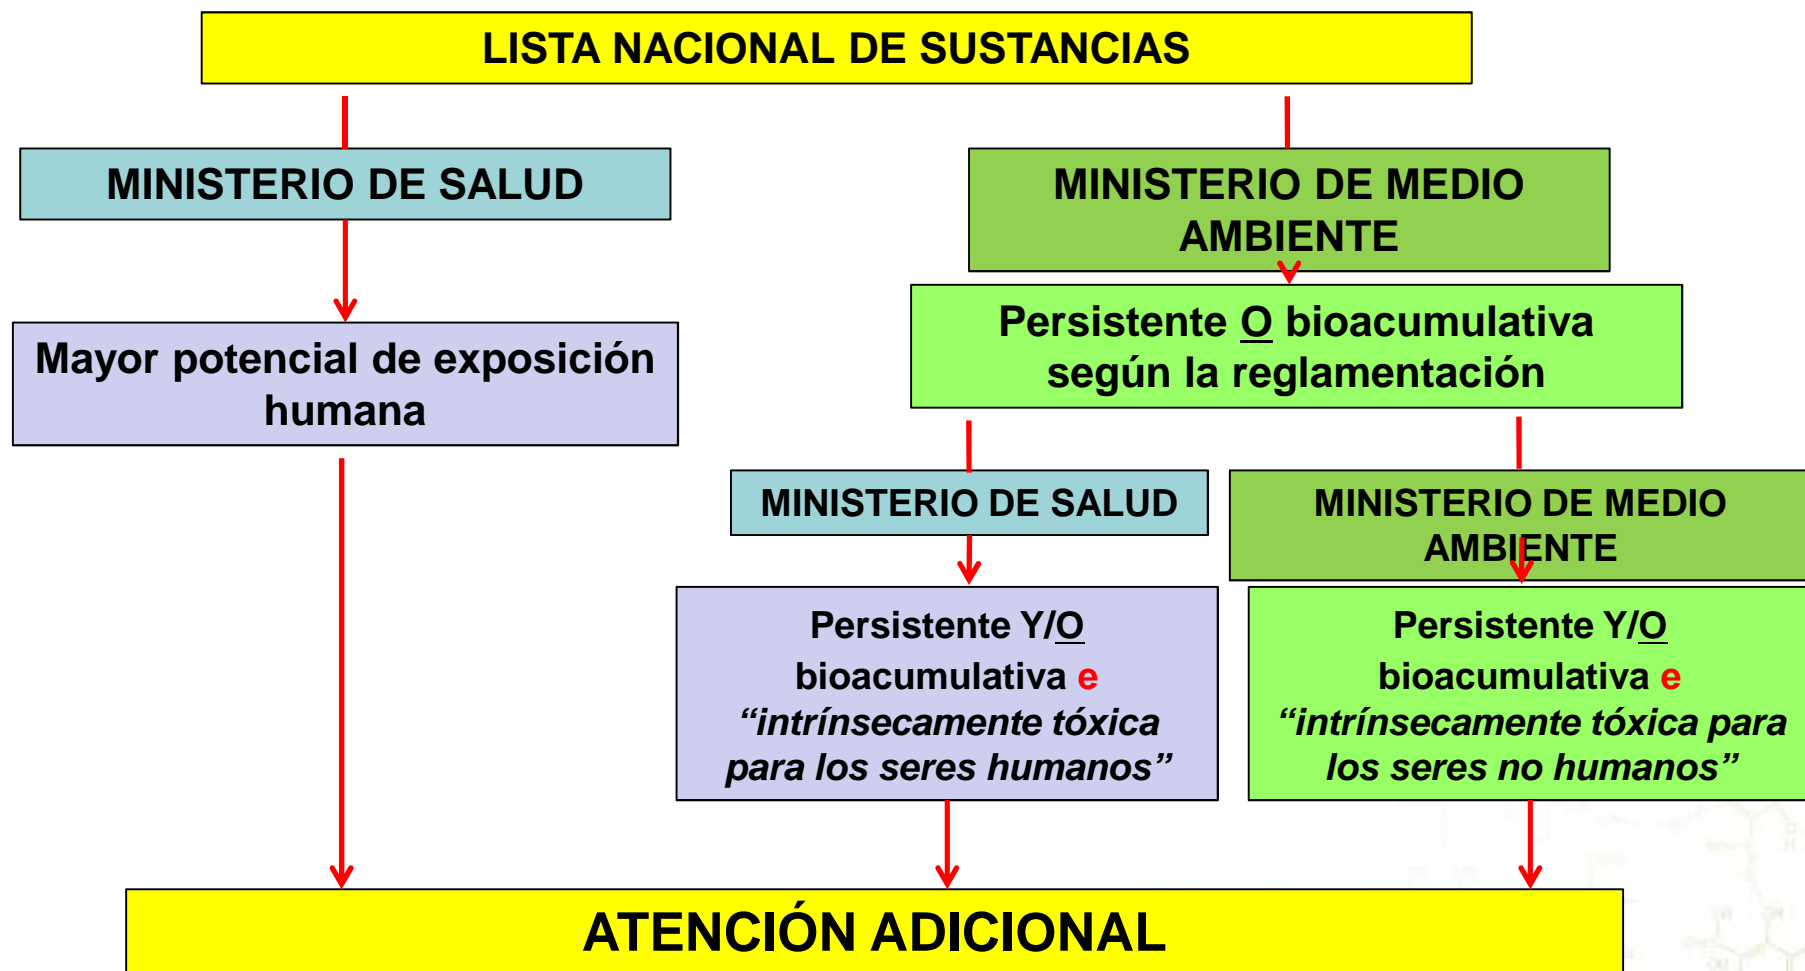 LISTA NACIONAL DE SUSTANCIAS
MINISTERIO DE SALUD
MINISTERIO DE MEDIO
AMBIENTE
Mayor potencial de exposición
humana
Persistente O bioacumulativa
según la reglamentación
MINISTERIO DE SALUD
MINISTERIO DE MEDIO
AMBIENTE
Persistente Y/O
bioacumulativa e
“intrínsecamente tóxica
para los seres humanos”
Persistente Y/O
bioacumulativa e
“intrínsecamente tóxica para
los seres no humanos”
ATENCIÓN ADICIONAL